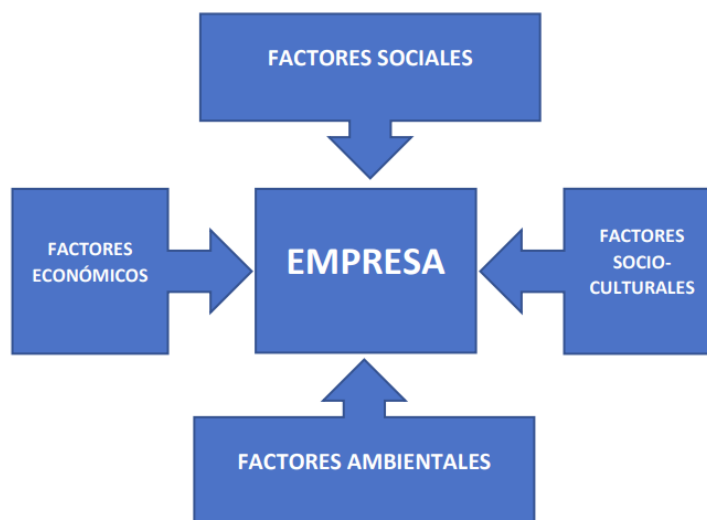 FACTORES SOCIALES
FACTORES
ECONÓMICOS
EMPRESA
FACTORES
SOCIO-
CULTURALES
FACTORES AMBIENTALES